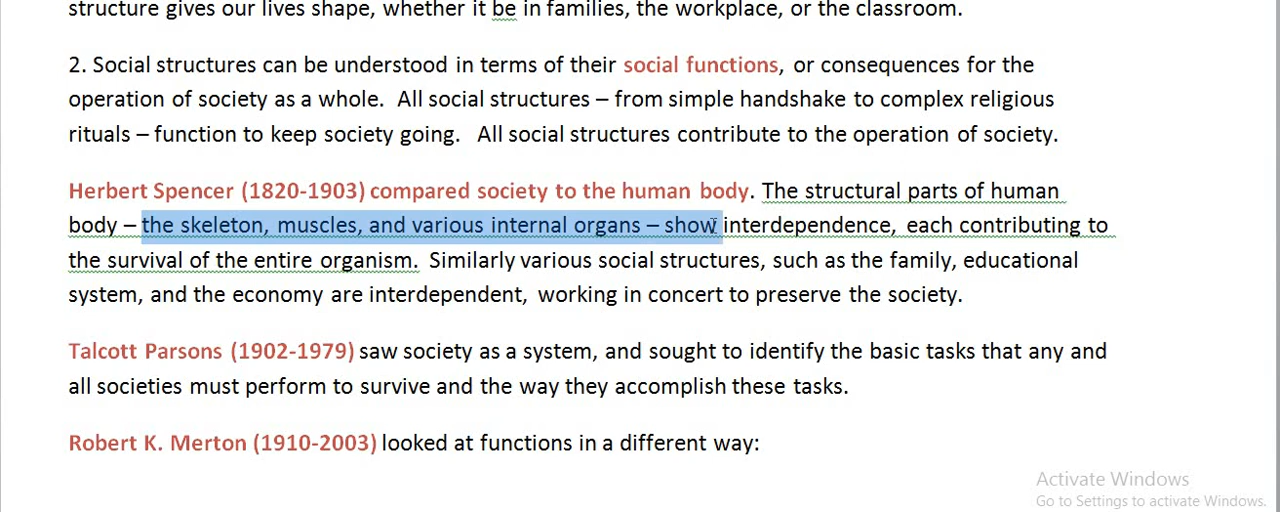 structure gives our lives shape, whether it be in families, the workplace, or the classroom.
2. Social structures can be understood in terms of their social functions, or consequences for the
operation of society as a whole. All social structures – from simple handshake to complex religious
rituals – function to keep society going. All social structures contribute to the operation of society.
Herbert Spencer (1820-1903) compared society to the human body. The structural parts of human
body – the skeleton, muscles, and various internal organs – show interdependence, each contributing to
the survival of the entire organism. Similarly various social structures, such as the family, educational
system, and the economy are interdependent, working in concert to preserve the society.
Talcott Parsons (1902-1979) saw society as a system, and sought to identify the basic tasks that any and
all societies must perform to survive and the way they accomplish these tasks.
Robert K. Merton (1910-2003) looked at functions in a different way:
Activate Windows
Go to Settings to activate Windows.